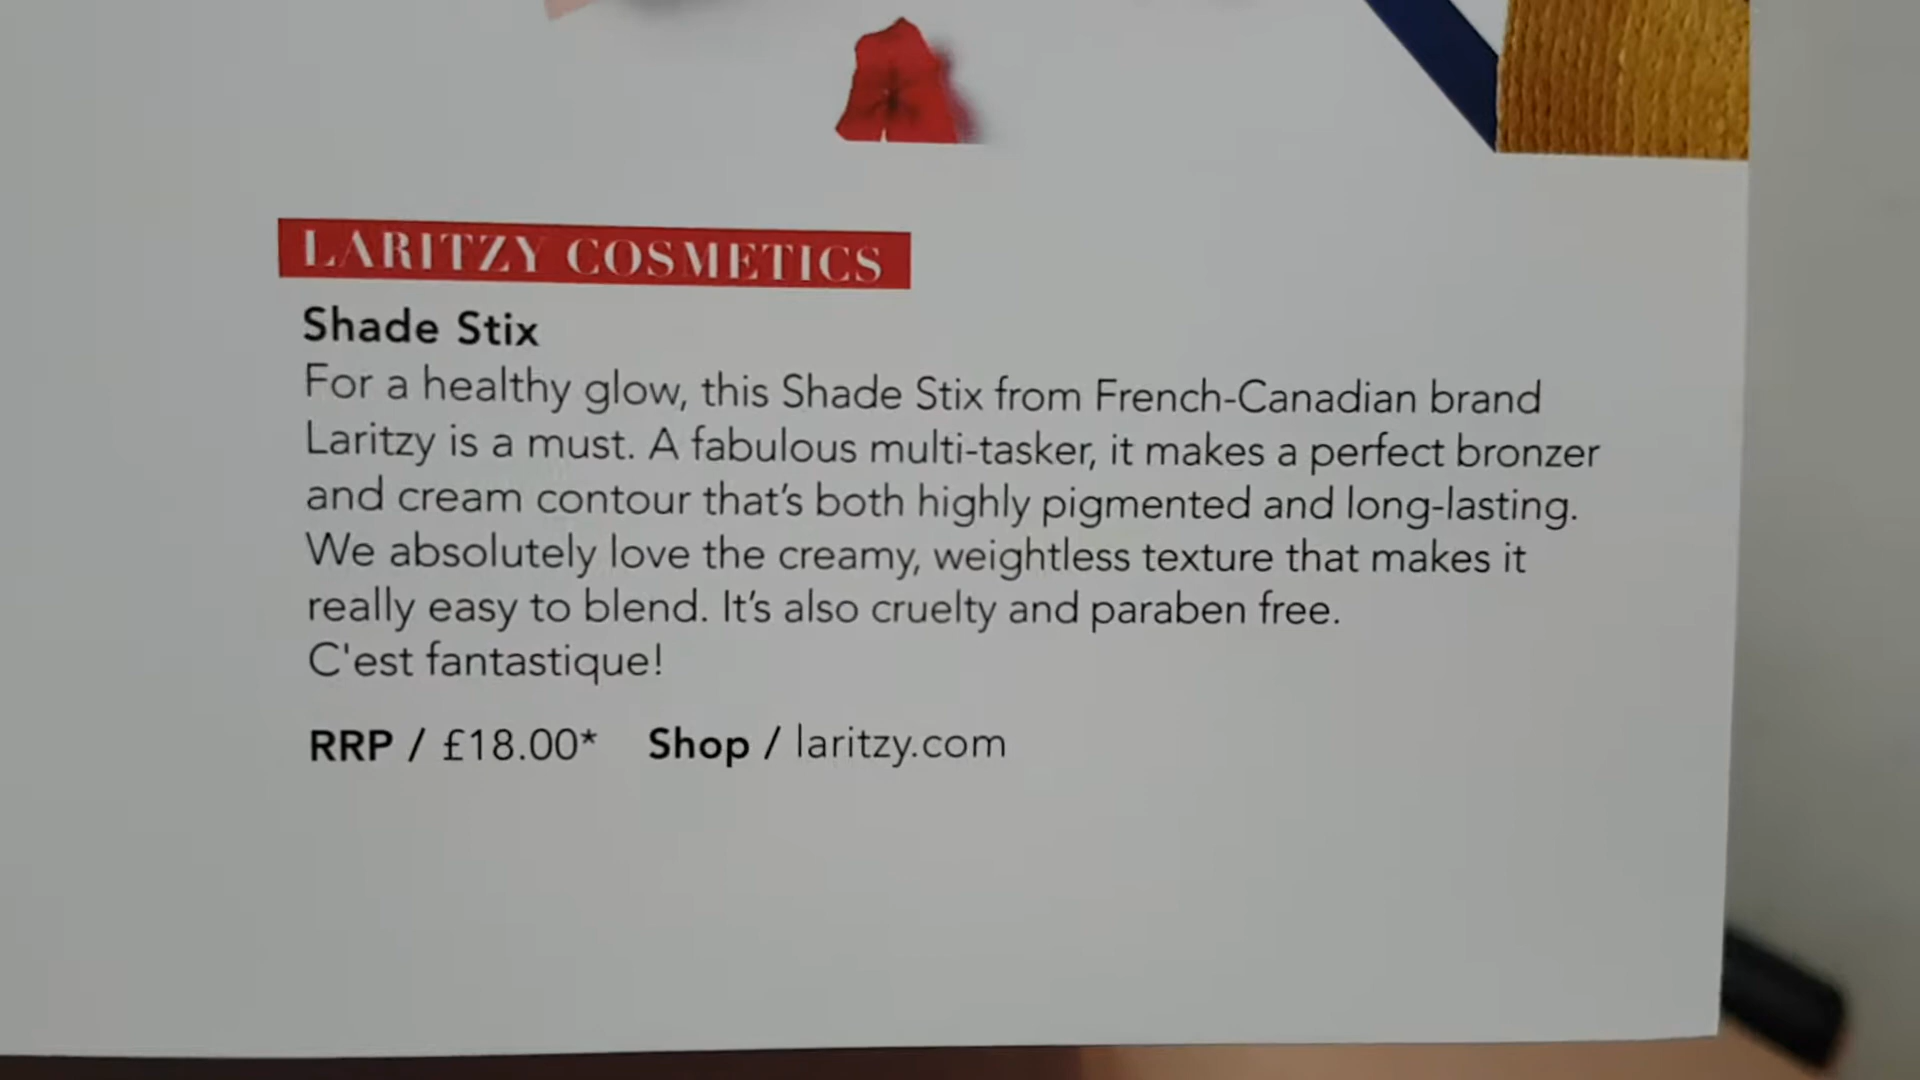 LARITZY COSMETICS
Shade Stix
For a healthy glow, this Shade Stix from French-Canadian brand
Laritzy is a must. A fabulous multi-tasker, it makes a perfect bronzer
and cream contour that's both highly pigmented and long-lasting.
We absolutely love the creamy, weightless texture that makes it
really easy to blend. It's also cruelty and paraben free.
C'est fantastique!
RRP / £18.00* Shop / laritzy.com